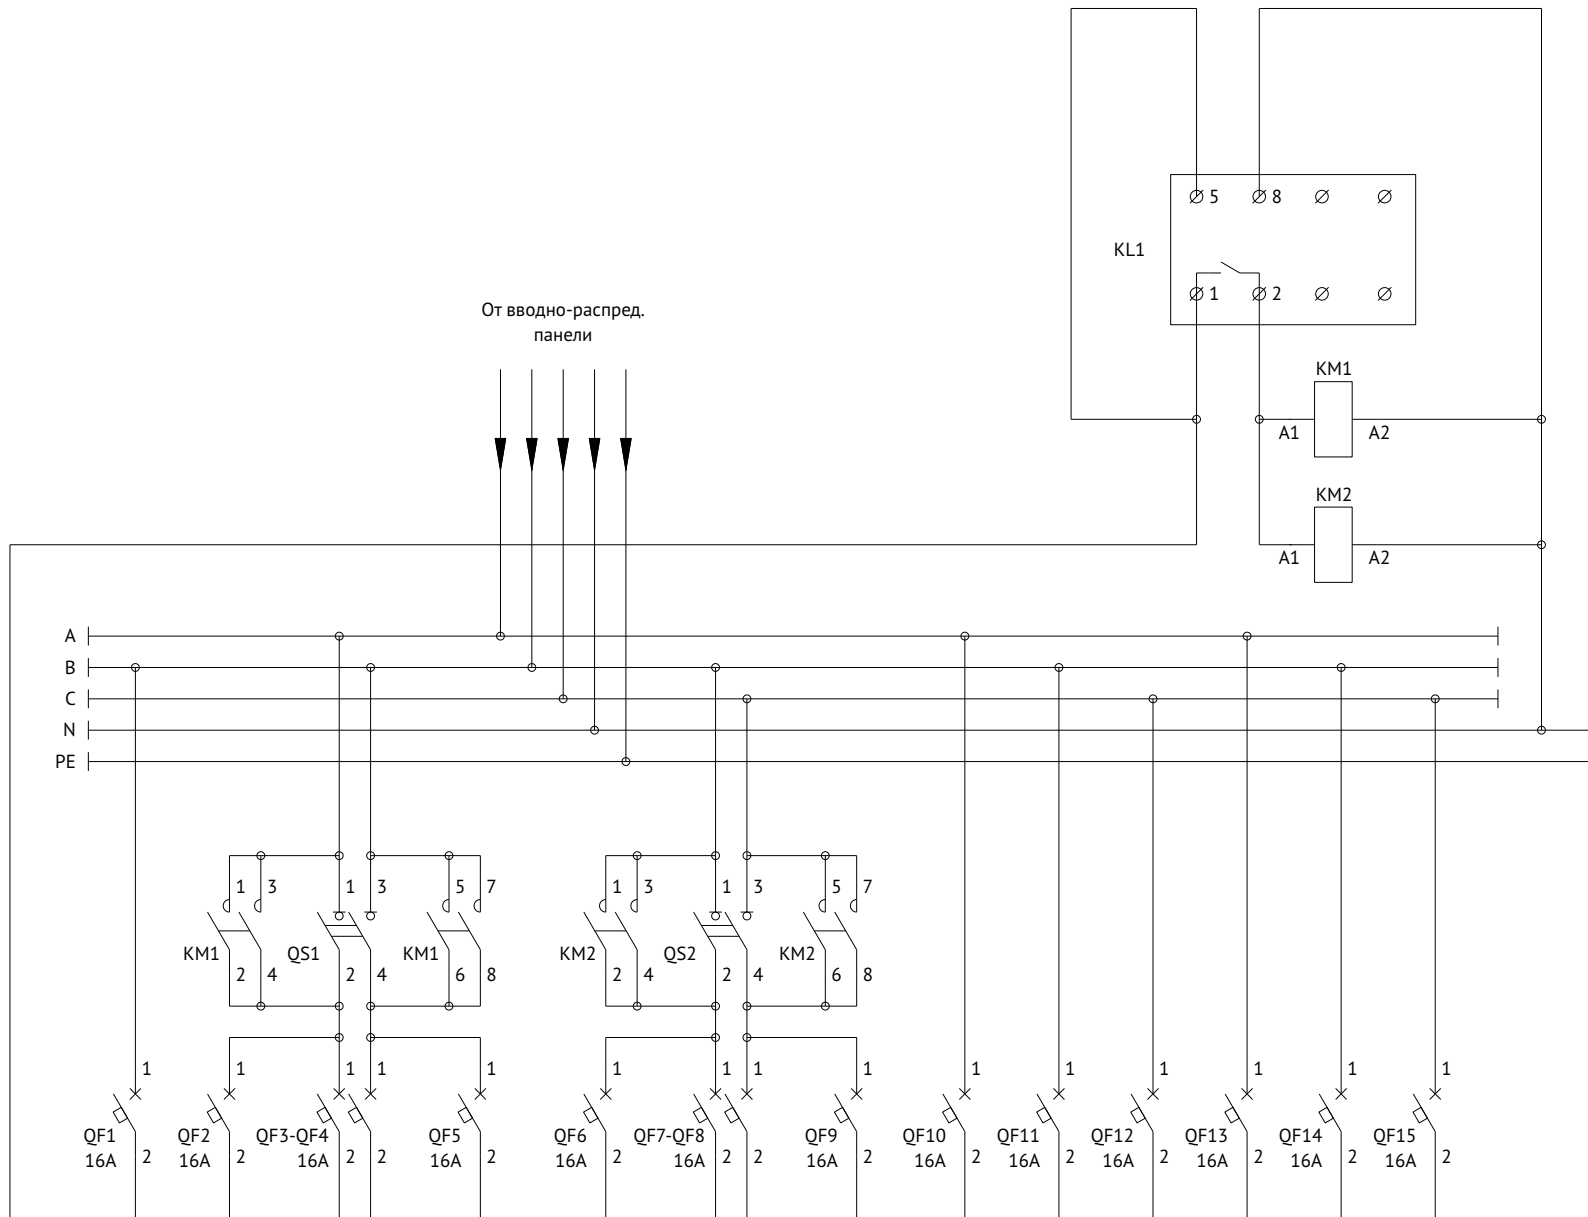 5 8
KL1
1 2
От вводно-распред.
панели
KM1
A1 A2
KM2
A1 A2
A
B
C
N
PE
1 3 1 3 5 7 1 3 1 3 5 7
KM1 QS1 KM1 KM2 QS2 KM2
2 4 2 4 6 8 2 4 2 4 6 8
1 1 1 1 1 1 1 1 1 1 1 1 1 1 1
QF1 QF2 QF3-QF4 QF5 QF6 QF7-QF8 QF9 QF10 QF11 QF12 QF13 QF14 QF15
16A 2 16A 2 16A 2 2 16A 2 16A 2 16A 2 2 16A 2 16A 2 16A 2 16A 2 16A 2 16A 2 16A 2